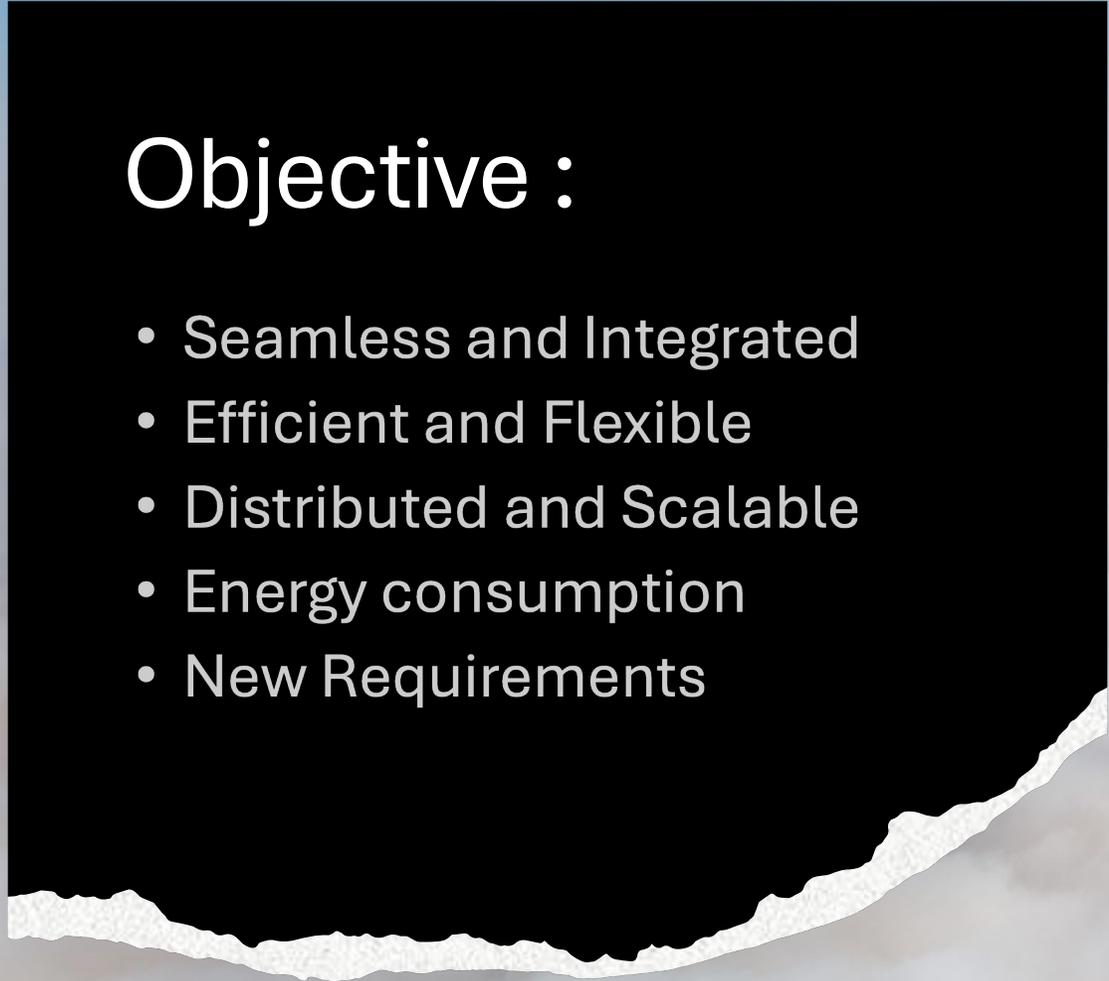 Objective :
• Seamless and Integrated
• Efficient and Flexible
• Distributed and Scalable
• Energy consumption
• New Requirements